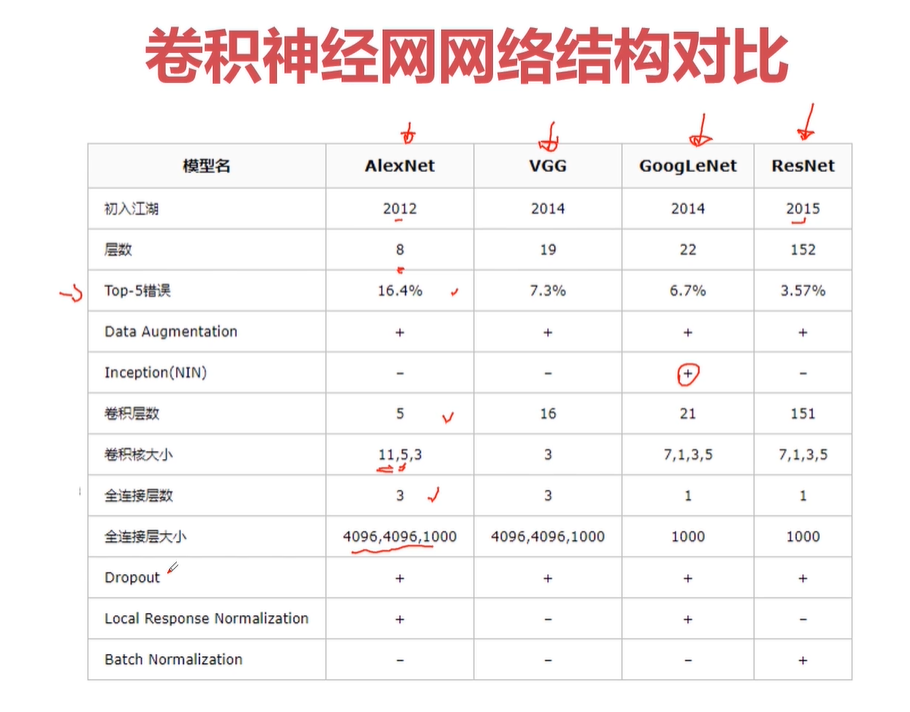 卷积神经网网络结构对比
模型名 AlexNet VGG GoogLeNet ResNet
初入江湖 2012 2014 2014 2015
层数 8 19 22 152
Top-5错误 16.4% 7.3% 6.7% 3.57%
Data Augmentation + + + +
Inception(NIN) – – + –
卷积层数 5 16 21 151
卷积核大小 11,5,3 3 7,1,3,5 7,1,3,5
全连接层数 3 3 1 1
全连接层大小 4096,4096,1000 4096,4096,1000 1000 1000
Dropout + + + +
Local Response Normalization + – + –
Batch Normalization – – – +